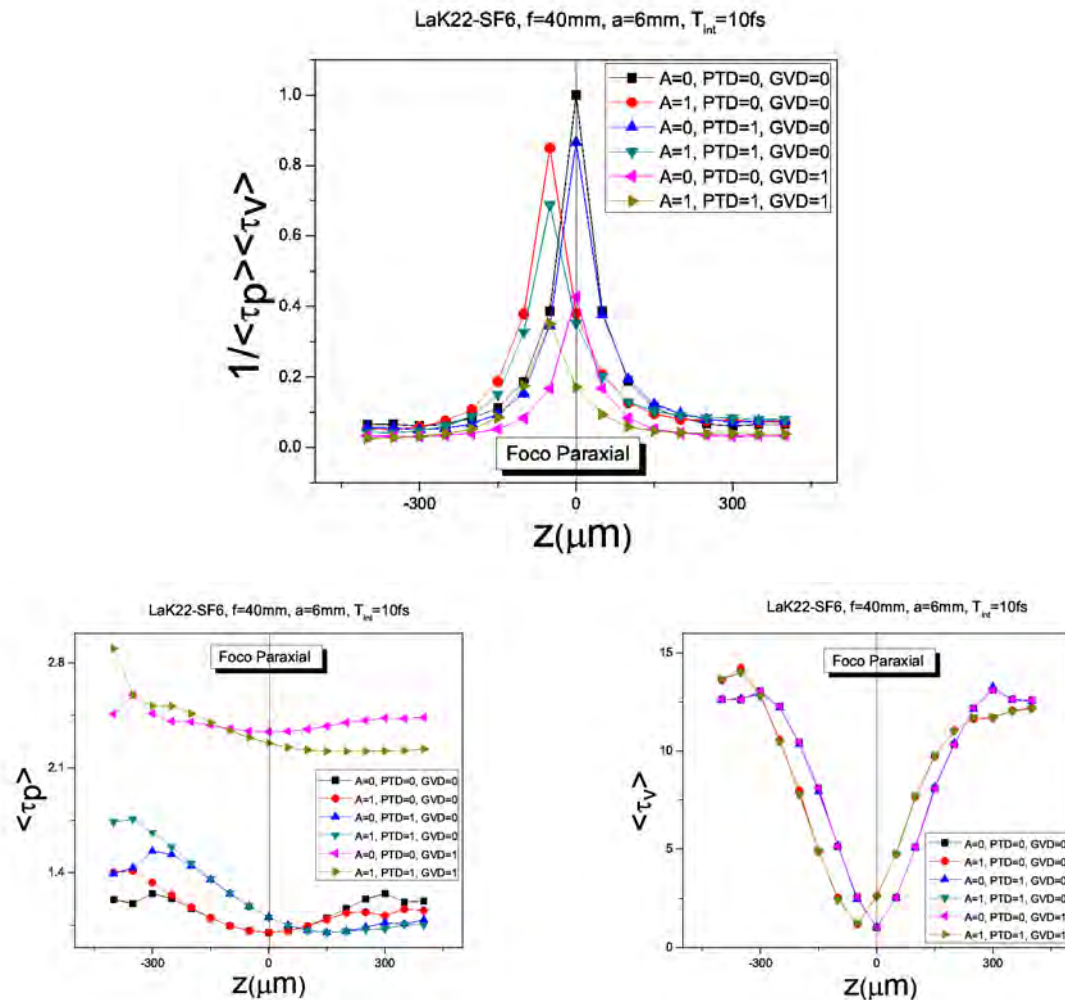 LaK22-SF6, f=40mm, a=6mm, T_int=10fs
1/<τp><τv>
1.0
0.8
0.6
0.4
0.2
0.0
A=0, PTD=0, GVD=0
A=1, PTD=0, GVD=0
A=0, PTD=1, GVD=0
A=1, PTD=1, GVD=0
A=0, PTD=0, GVD=1
A=1, PTD=1, GVD=1
Foco Paraxial
-300 0 300
z(μm)
LaK22-SF6, f=40mm, a=6mm, T_int=10fs
Foco Paraxial
<τp>
2.8
2.1
1.4
A=0, PTD=0, GVD=0
A=1, PTD=0, GVD=0
A=0, PTD=1, GVD=0
A=1, PTD=1, GVD=0
A=0, PTD=0, GVD=1
A=1, PTD=1, GVD=1
-300 0 300
z(μm)
LaK22-SF6, f=40mm, a=6mm, T_int=10fs
Foco Paraxial
<τv>
15
10
5
0
A=0, PTD=0, GVD=0
A=1, PTD=0, GVD=0
A=0, PTD=1, GVD=0
A=1, PTD=1, GVD=0
A=0, PTD=0, GVD=1
A=1, PTD=1, GVD=1
-300 0 300
z(μm)